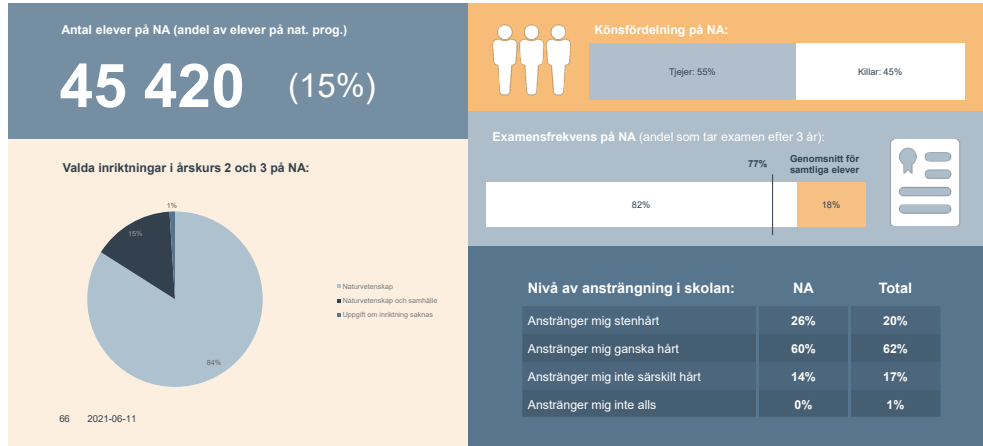 Antal elever på NA (andel av elever på nat. prog.)
45 420 (15%)
Valda inriktningar i årskurs 2 och 3 på NA:
1%
15%
84%
Naturvetenskap
Naturvetenskap och samhälle
Uppgift om inriktning saknas
66 2021-06-11
Könsfördelning på NA:
Tjejer: 55% Killar: 45%
Examensfrekvens på NA (andel som tar examen efter 3 år):
77% Genomsnitt för
samtliga elever
82% 18%
Nivå av ansträngning i skolan: NA Total
Anstränger mig stenhårt 26% 20%
Anstränger mig ganska hårt 60% 62%
Anstränger mig inte särskilt hårt 14% 17%
Anstränger mig inte alls 0% 1%